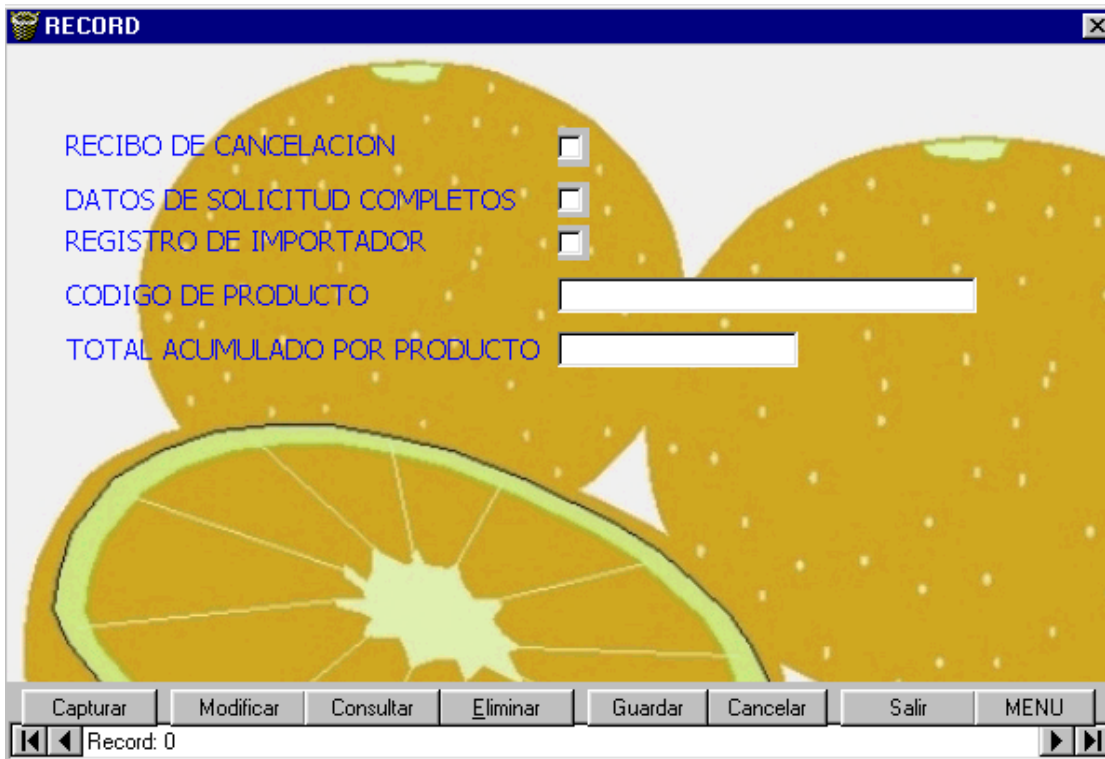 RECORD
RECIBO DE CANCELACION
DATOS DE SOLICITUD COMPLETOS
REGISTRO DE IMPORTADOR
CODIGO DE PRODUCTO
TOTAL ACUMULADO POR PRODUCTO
Capturar Modificar Consultar Eliminar Guardar Cancelar Salir MENU
Record: 0